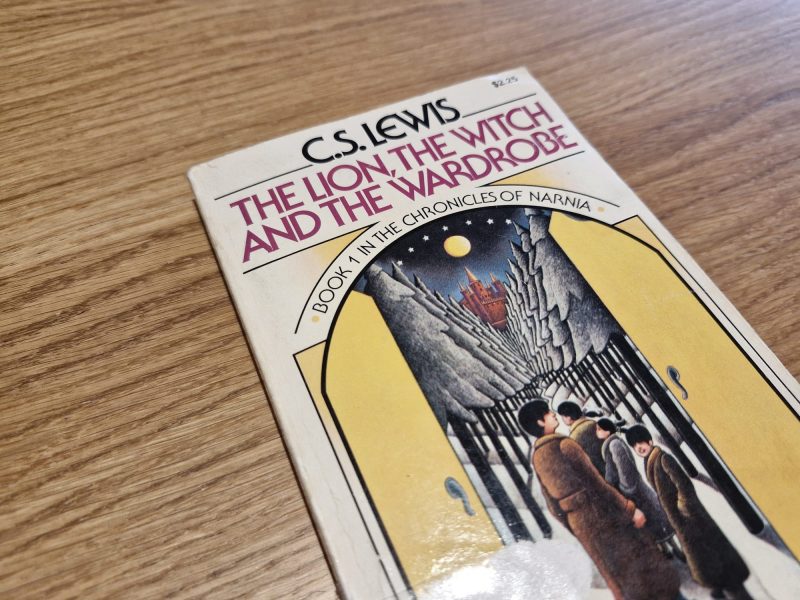 $2.25
C.S. LEWIS
THE LION, THE WITCH
AND THE WARDROBE
BOOK 1 IN THE CHRONICLES OF NARNIA